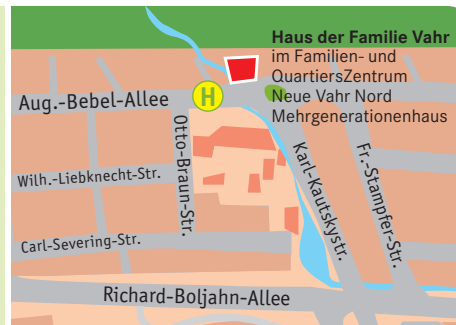 Haus der Familie Vahr
im Familien- und
QuartiersZentrum
Neue Vahr Nord
Mehrgenerationenhaus
Aug.-Bebel-Allee
H
Otto-Braun-Str.
Wilh.-Liebknecht-Str.
Carl-Severing-Str.
Karl-Kautskystr.
Fr.-Stampfer-Str.
Richard-Boljahn-Allee